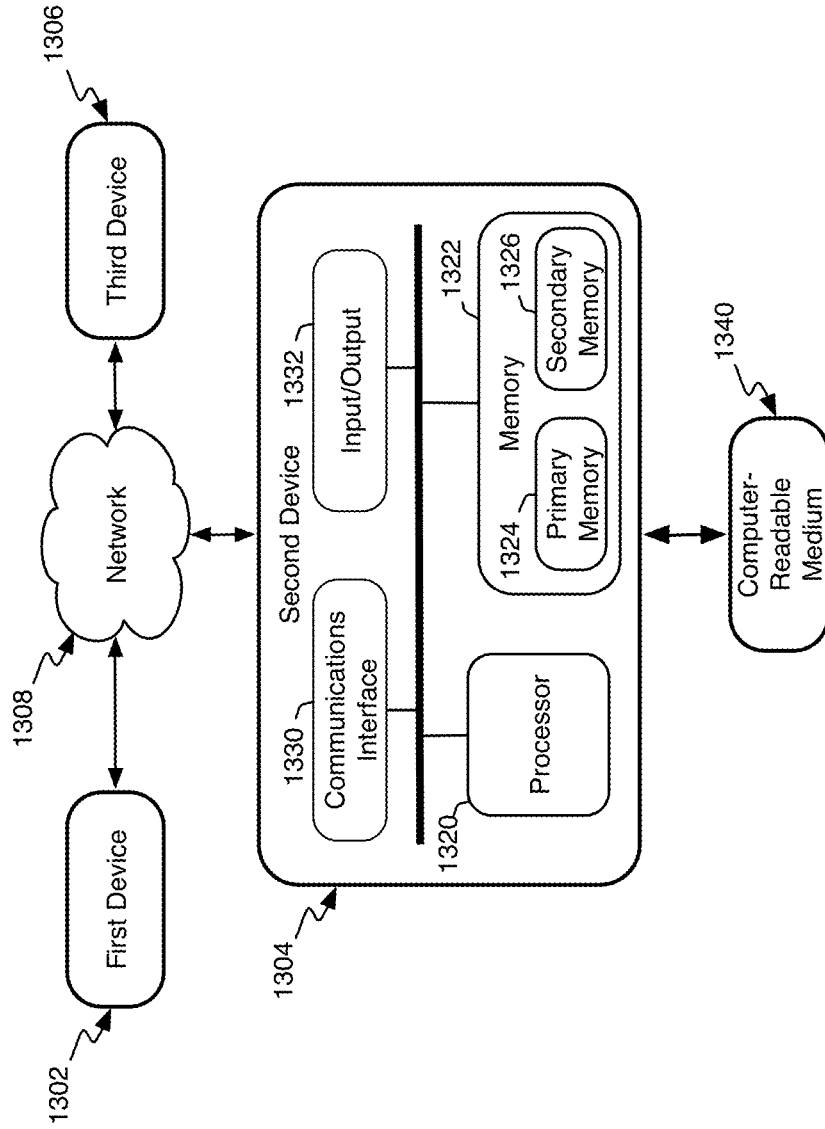 1302
First Device
1308
Network
1306
Third Device
1304
Second Device
1330
Communications
Interface
1332
Input/Output
1320
Processor
1322
Memory
1324
Primary
Memory
1326
Secondary
Memory
1340
Computer-
Readable
Medium